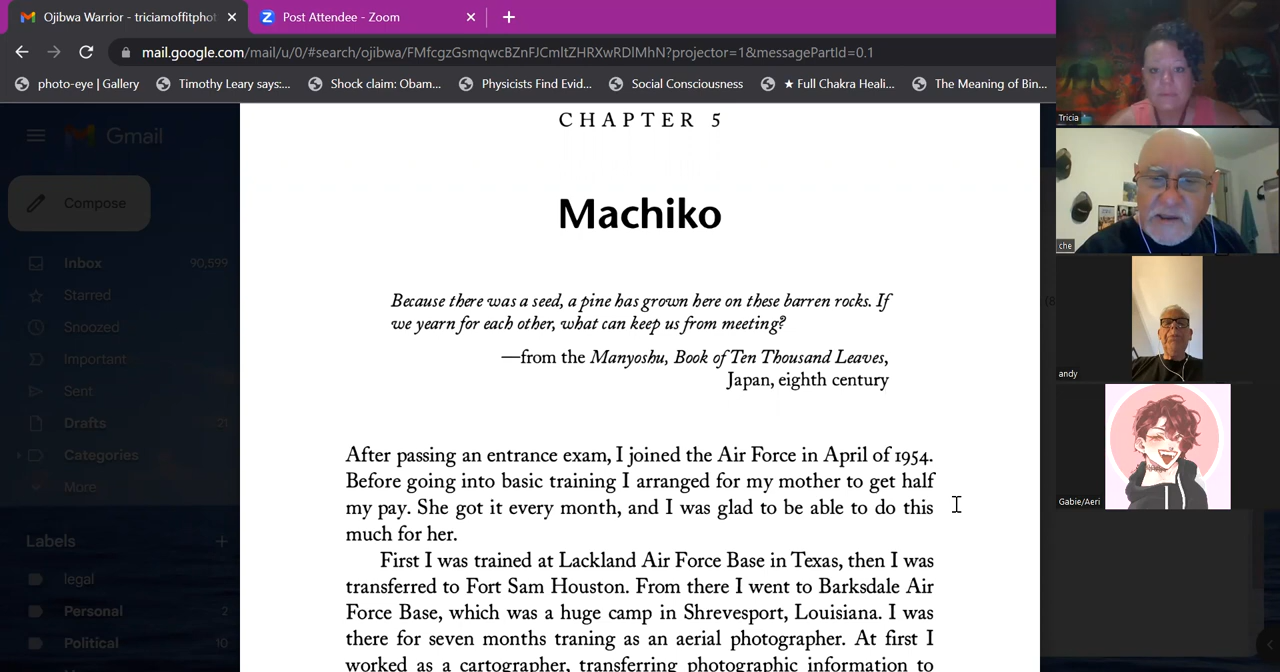 Ojibwa Warrior - triciamoffitphot
Post Attendee - Zoom
mail.google.com/mail/u/0/#search/ojibwa/FMfcgzGsmqwcBZnFJCmltZHRXwRDlMhN?projector=1&messagePartId=0.1
photo-eye | Gallery
Timothy Leary says:...
Shock claim: Obam...
Physicists Find Evid...
Social Consciousness
★ Full Chakra Heali...
The Meaning of Bin...
Gmail
Compose
Inbox 90,599
Starred
Snoozed
Important
Sent
Drafts 21
Categories
More
Labels
legal
Personal 2
Political 10
CHAPTER 5
Machiko
Because there was a seed, a pine has grown here on these barren rocks. If
we yearn for each other, what can keep us from meeting?
—from the Manyoshu, Book of Ten Thousand Leaves,
Japan, eighth century
After passing an entrance exam, I joined the Air Force in April of 1954.
Before going into basic training I arranged for my mother to get half
my pay. She got it every month, and I was glad to be able to do this
much for her.
First I was trained at Lackland Air Force Base in Texas, then I was
transferred to Fort Sam Houston. From there I went to Barksdale Air
Force Base, which was a huge camp in Shrevesport, Louisiana. I was
there for seven months traning as an aerial photographer. At first I
worked as a cartographer, transferring photographic information to
Tricia
che
andy
Gabie/Aeri